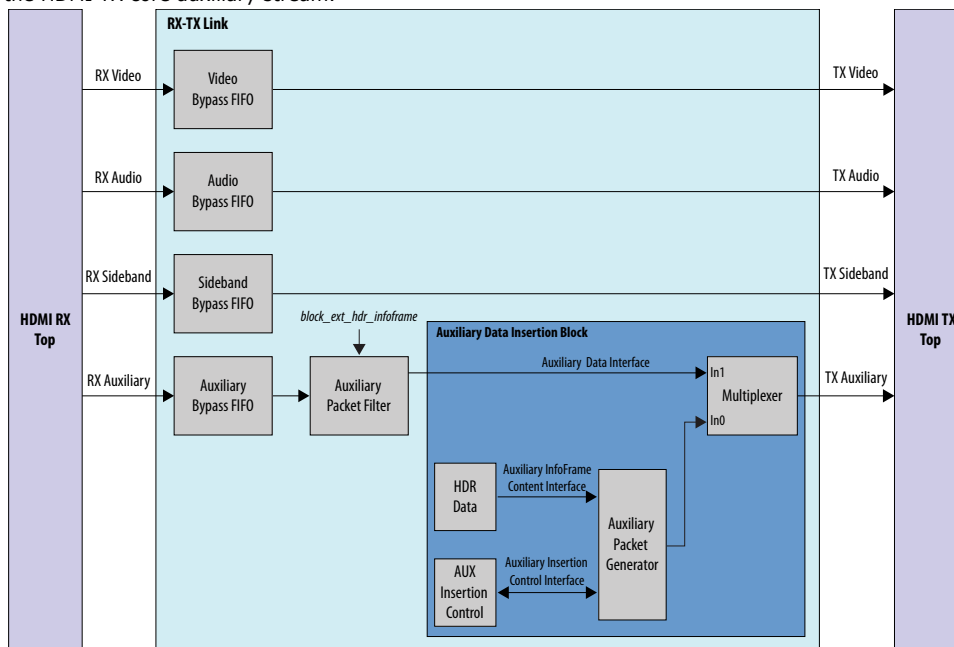 the HDMI TX core auxiliary stream.
RX-TX Link
RX Video
Video
Bypass FIFO
TX Video
RX Audio
Audio
Bypass FIFO
TX Audio
RX Sideband
Sideband
Bypass FIFO
TX Sideband
HDMI RX
Top
block_ext_hdr_infoframe
Auxiliary Data Insertion Block
HDMI TX
Top
RX Auxiliary
Auxiliary
Bypass FIFO
Auxiliary
Packet Filter
Auxiliary Data Interface
In1
Multiplexer
In0
TX Auxiliary
HDR
Data
Auxiliary InfoFrame
Content Interface
Auxiliary
Packet
Generator
AUX
Insertion
Control
Auxiliary Insertion
Control Interface